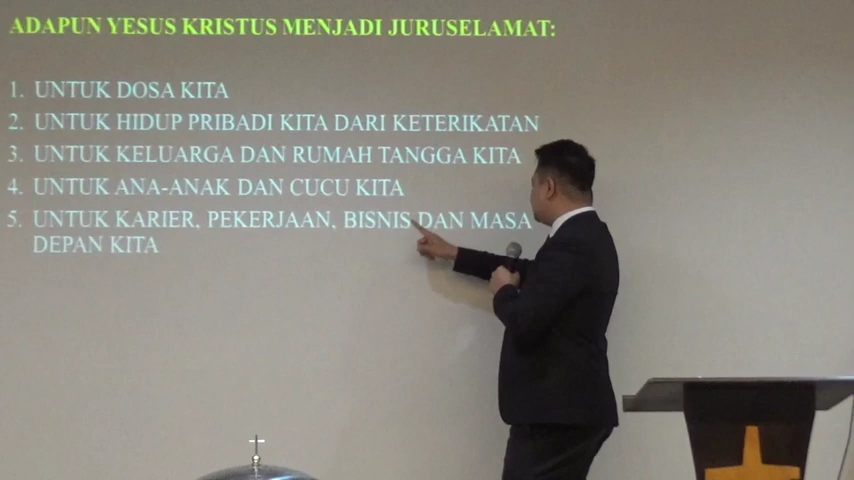 ADAPUN YESUS KRISTUS MENJADI JURUSELAMAT:
1. UNTUK DOSA KITA
2. UNTUK HIDUP PRIBADI KITA DARI KETERIKATAN
3. UNTUK KELUARGA DAN RUMAH TANGGA KITA
4. UNTUK ANA-ANAK DAN CUCU KITA
5. UNTUK KARIER, PEKERJAAN, BISNIS DAN MASA
DEPAN KITA